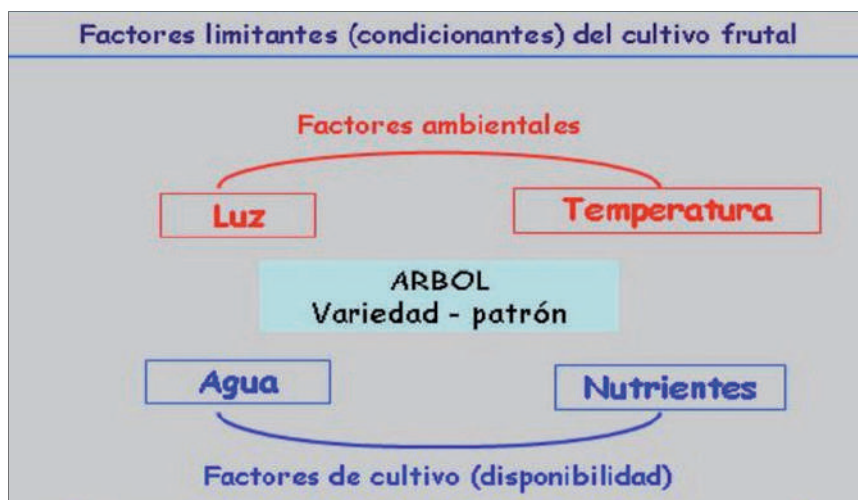 Factores limitantes (condicionantes) del cultivo frutal
Factores ambientales
Luz
Temperatura
ARBOL
Variedad - patrón
Agua
Nutrientes
Factores de cultivo (disponibilidad)